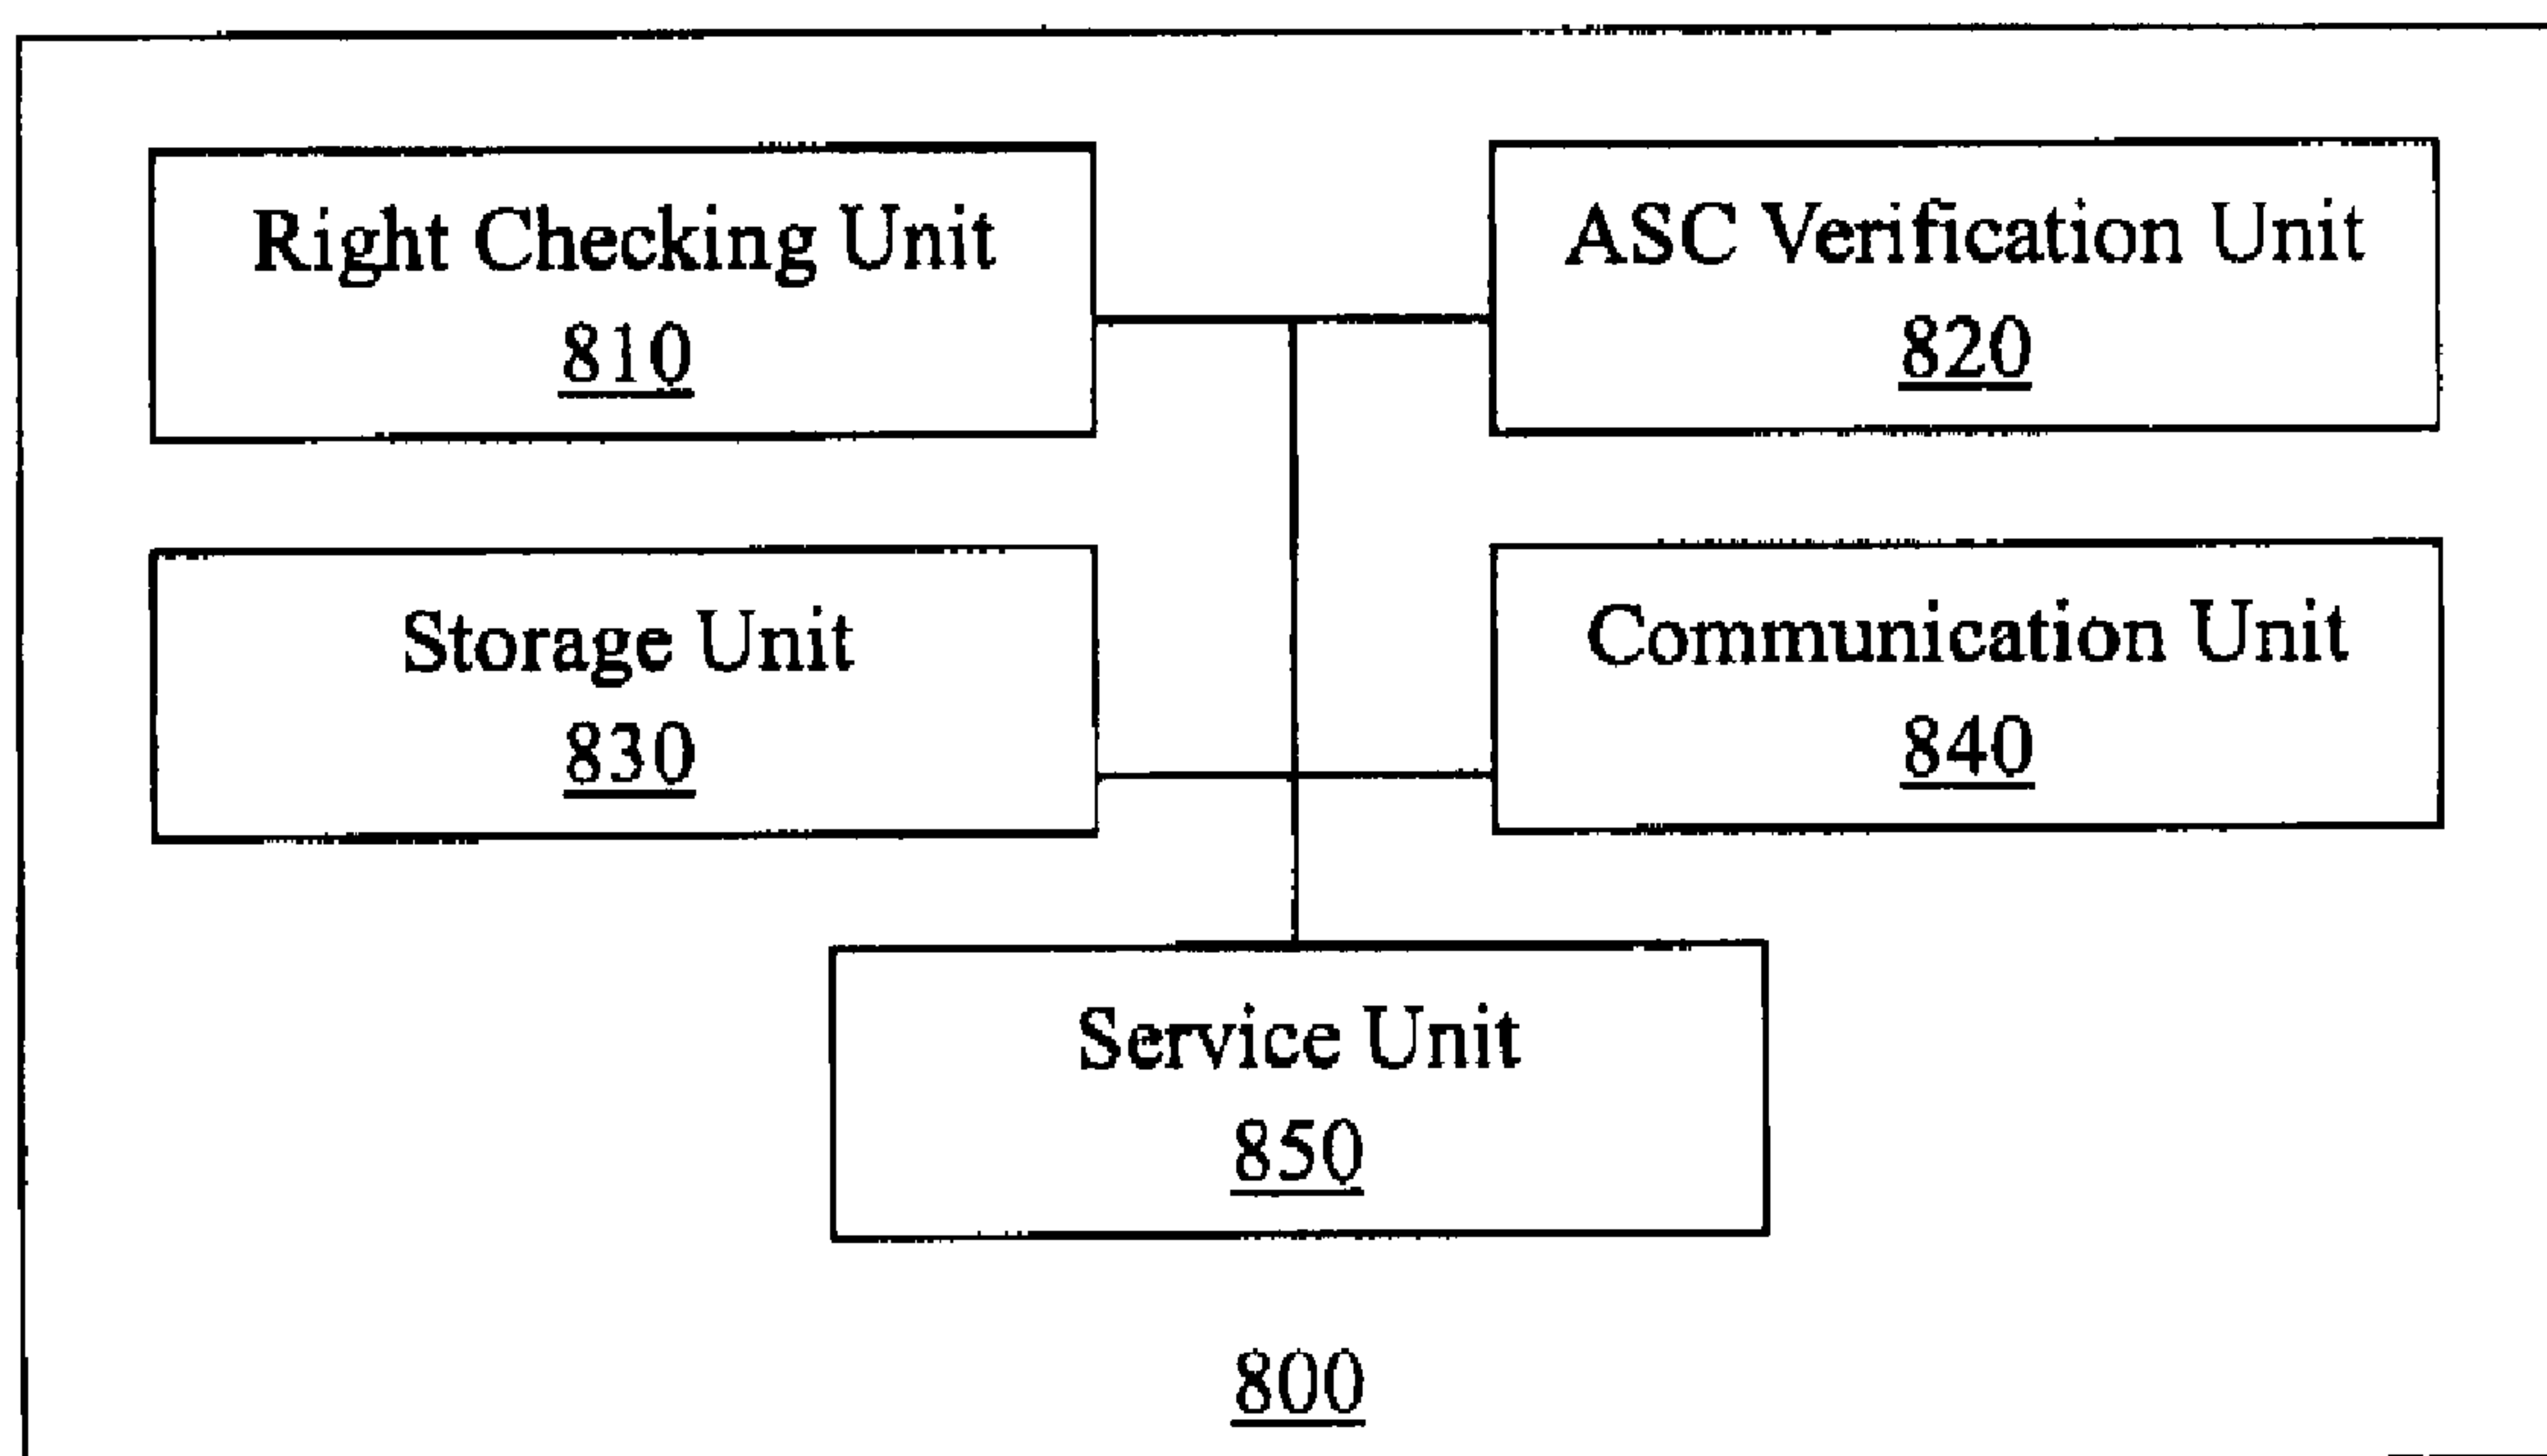 Right Checking Unit
810
ASC Verification Unit
820
Storage Unit
830
Communication Unit
840
Service Unit
850
800